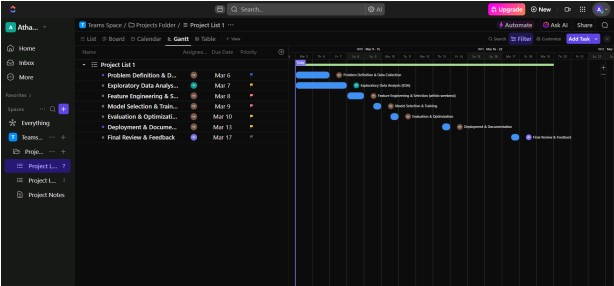 Search...
AI
Upgrade
New
Atha...
Teams Space / Projects Folder / Project List 1 ...
Automate
Ask AI
Share
List
Board
Calendar
Gantt
Table
+ View
Search
Filter
Customize
Add Task
Home
Inbox
More
Favorites
Spaces
Everything
Teams...
Proje...
Project L... 7
Project L...
Project Notes
Name
Assignee...
Due Date
Priority
Project List 1
Problem Definition & D... Mar 6
Exploratory Data Analys... Mar 7
Feature Engineering & S... Mar 8
Model Selection & Train... Mar 9
Evaluation & Optimizati... Mar 10
Deployment & Docume... Mar 13
Final Review & Feedback Mar 17
Problem Definition & Data Collection
Exploratory Data Analysis (EDA)
Feature Engineering & Selection (within weekend)
Model Selection & Training
Evaluation & Optimization
Deployment & Documentation
Final Review & Feedback